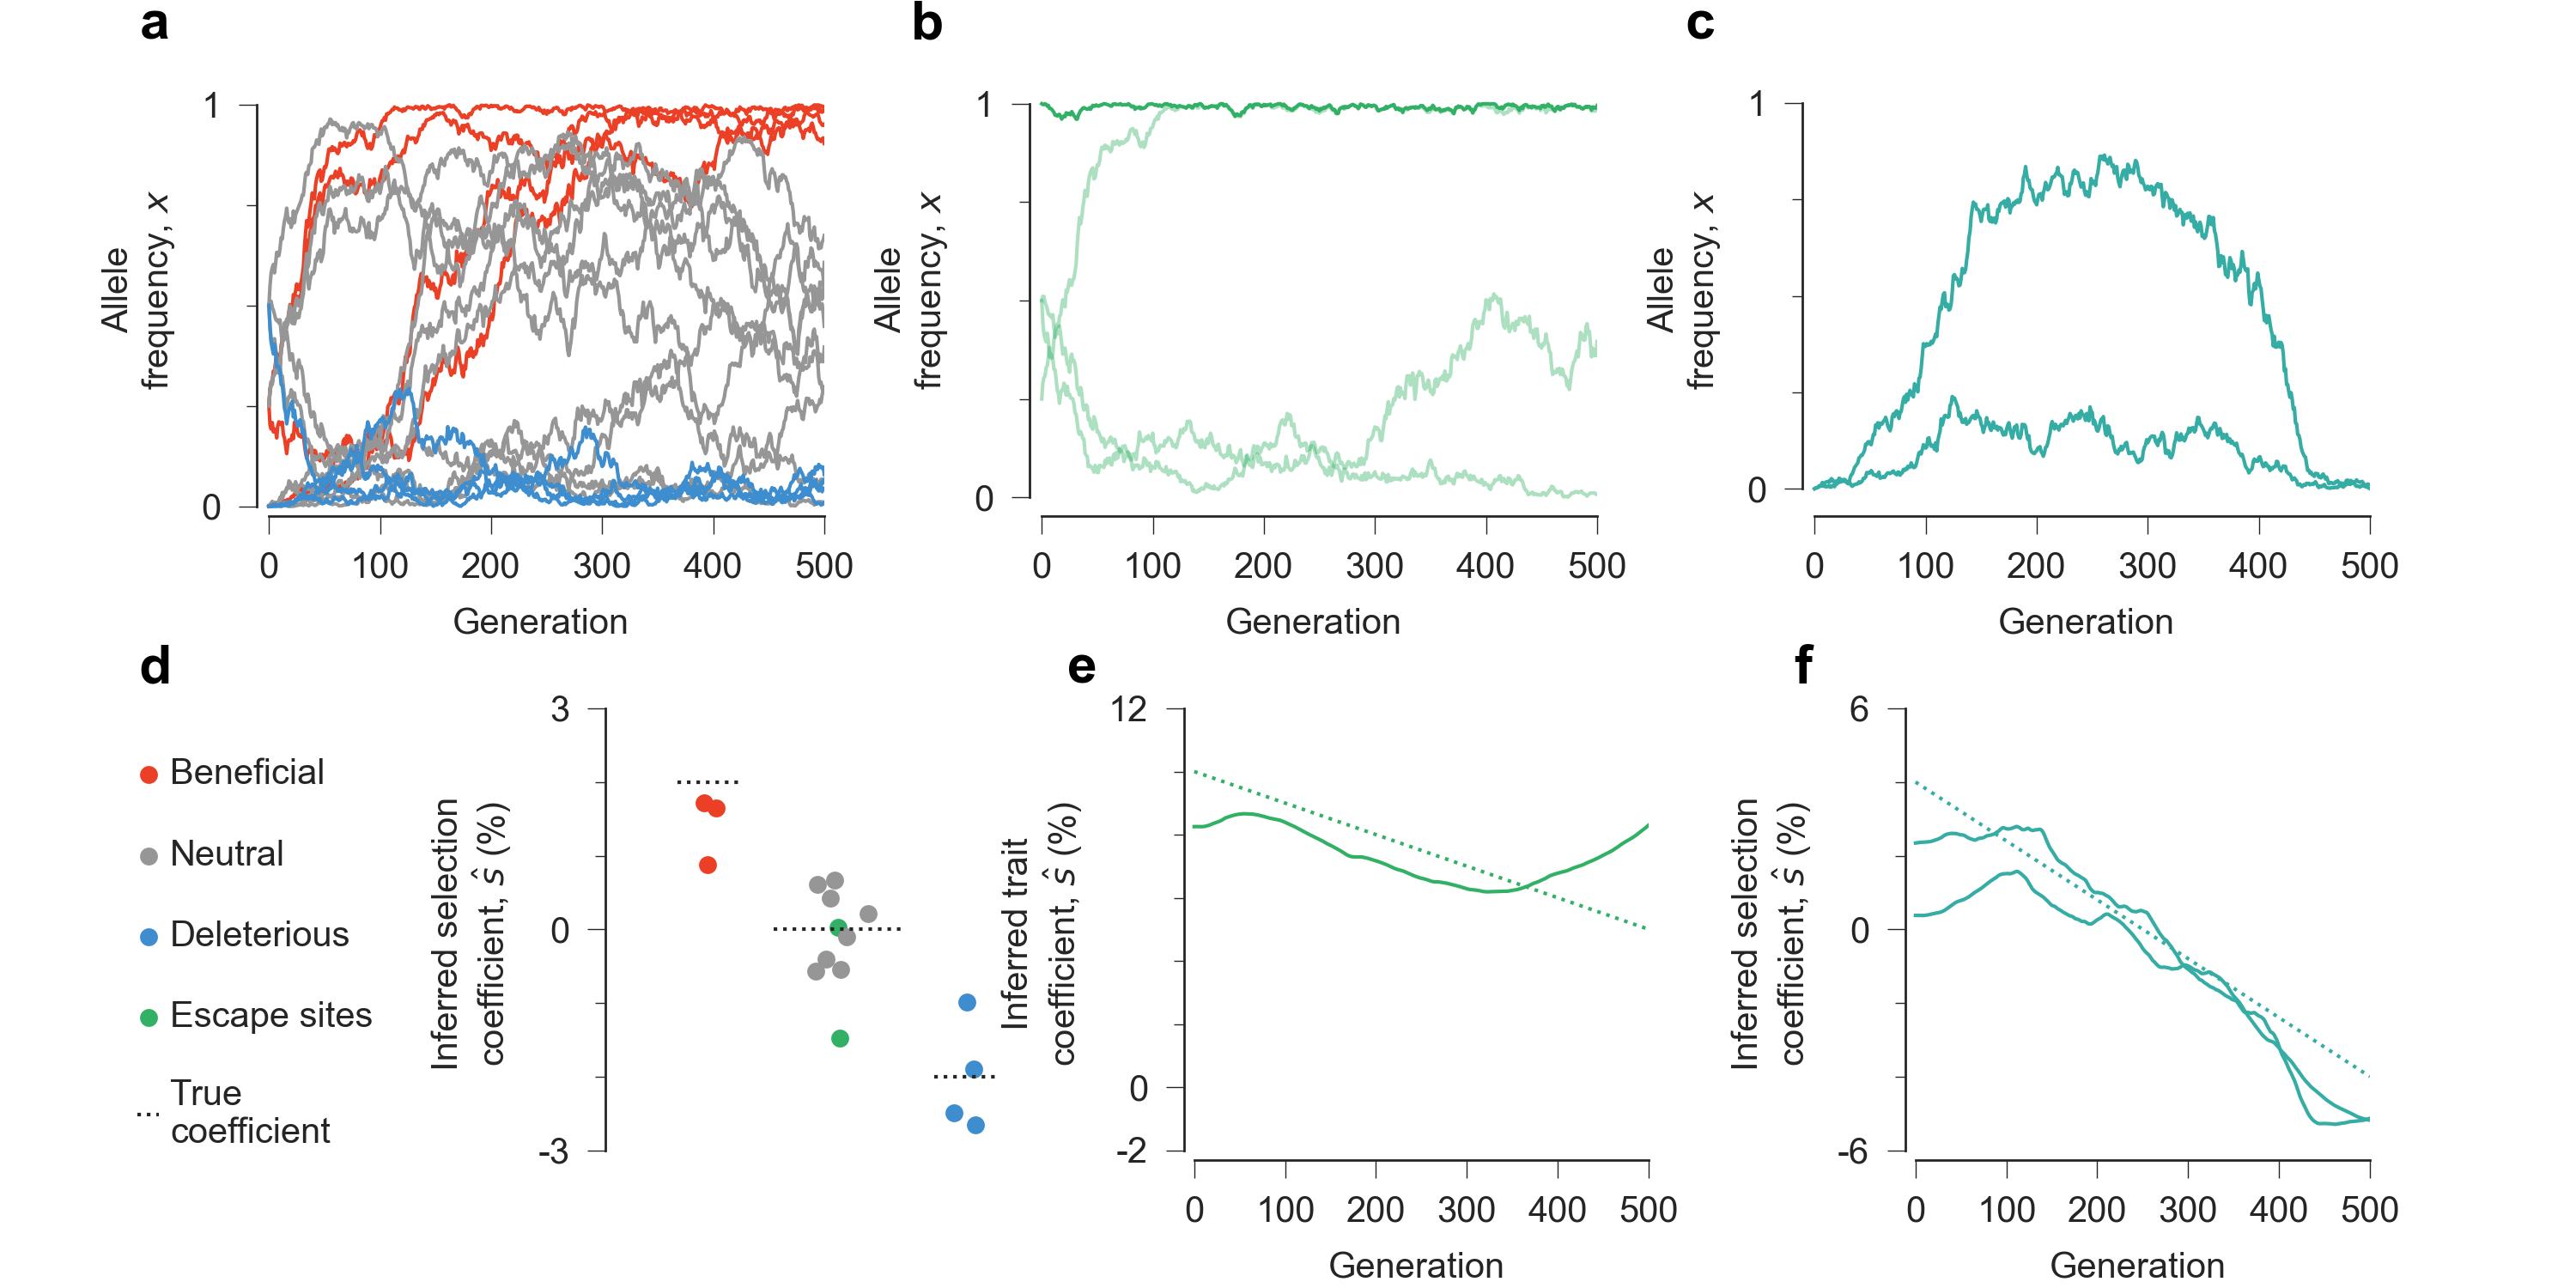 a
1
0
Allele
frequency, x
0 100 200 300 400 500
Generation
b
1
0
Allele
frequency, x
0 100 200 300 400 500
Generation
c
1
0
Allele
frequency, x
0 100 200 300 400 500
Generation
d
Beneficial
Neutral
Deleterious
Escape sites
True
coefficient
3
0
-3
Inferred selection
coefficient, ŝ (%)
e
12
0
-2
Inferred trait
coefficient, ŝ (%)
0 100 200 300 400 500
Generation
f
6
0
-6
Inferred selection
coefficient, ŝ (%)
0 100 200 300 400 500
Generation